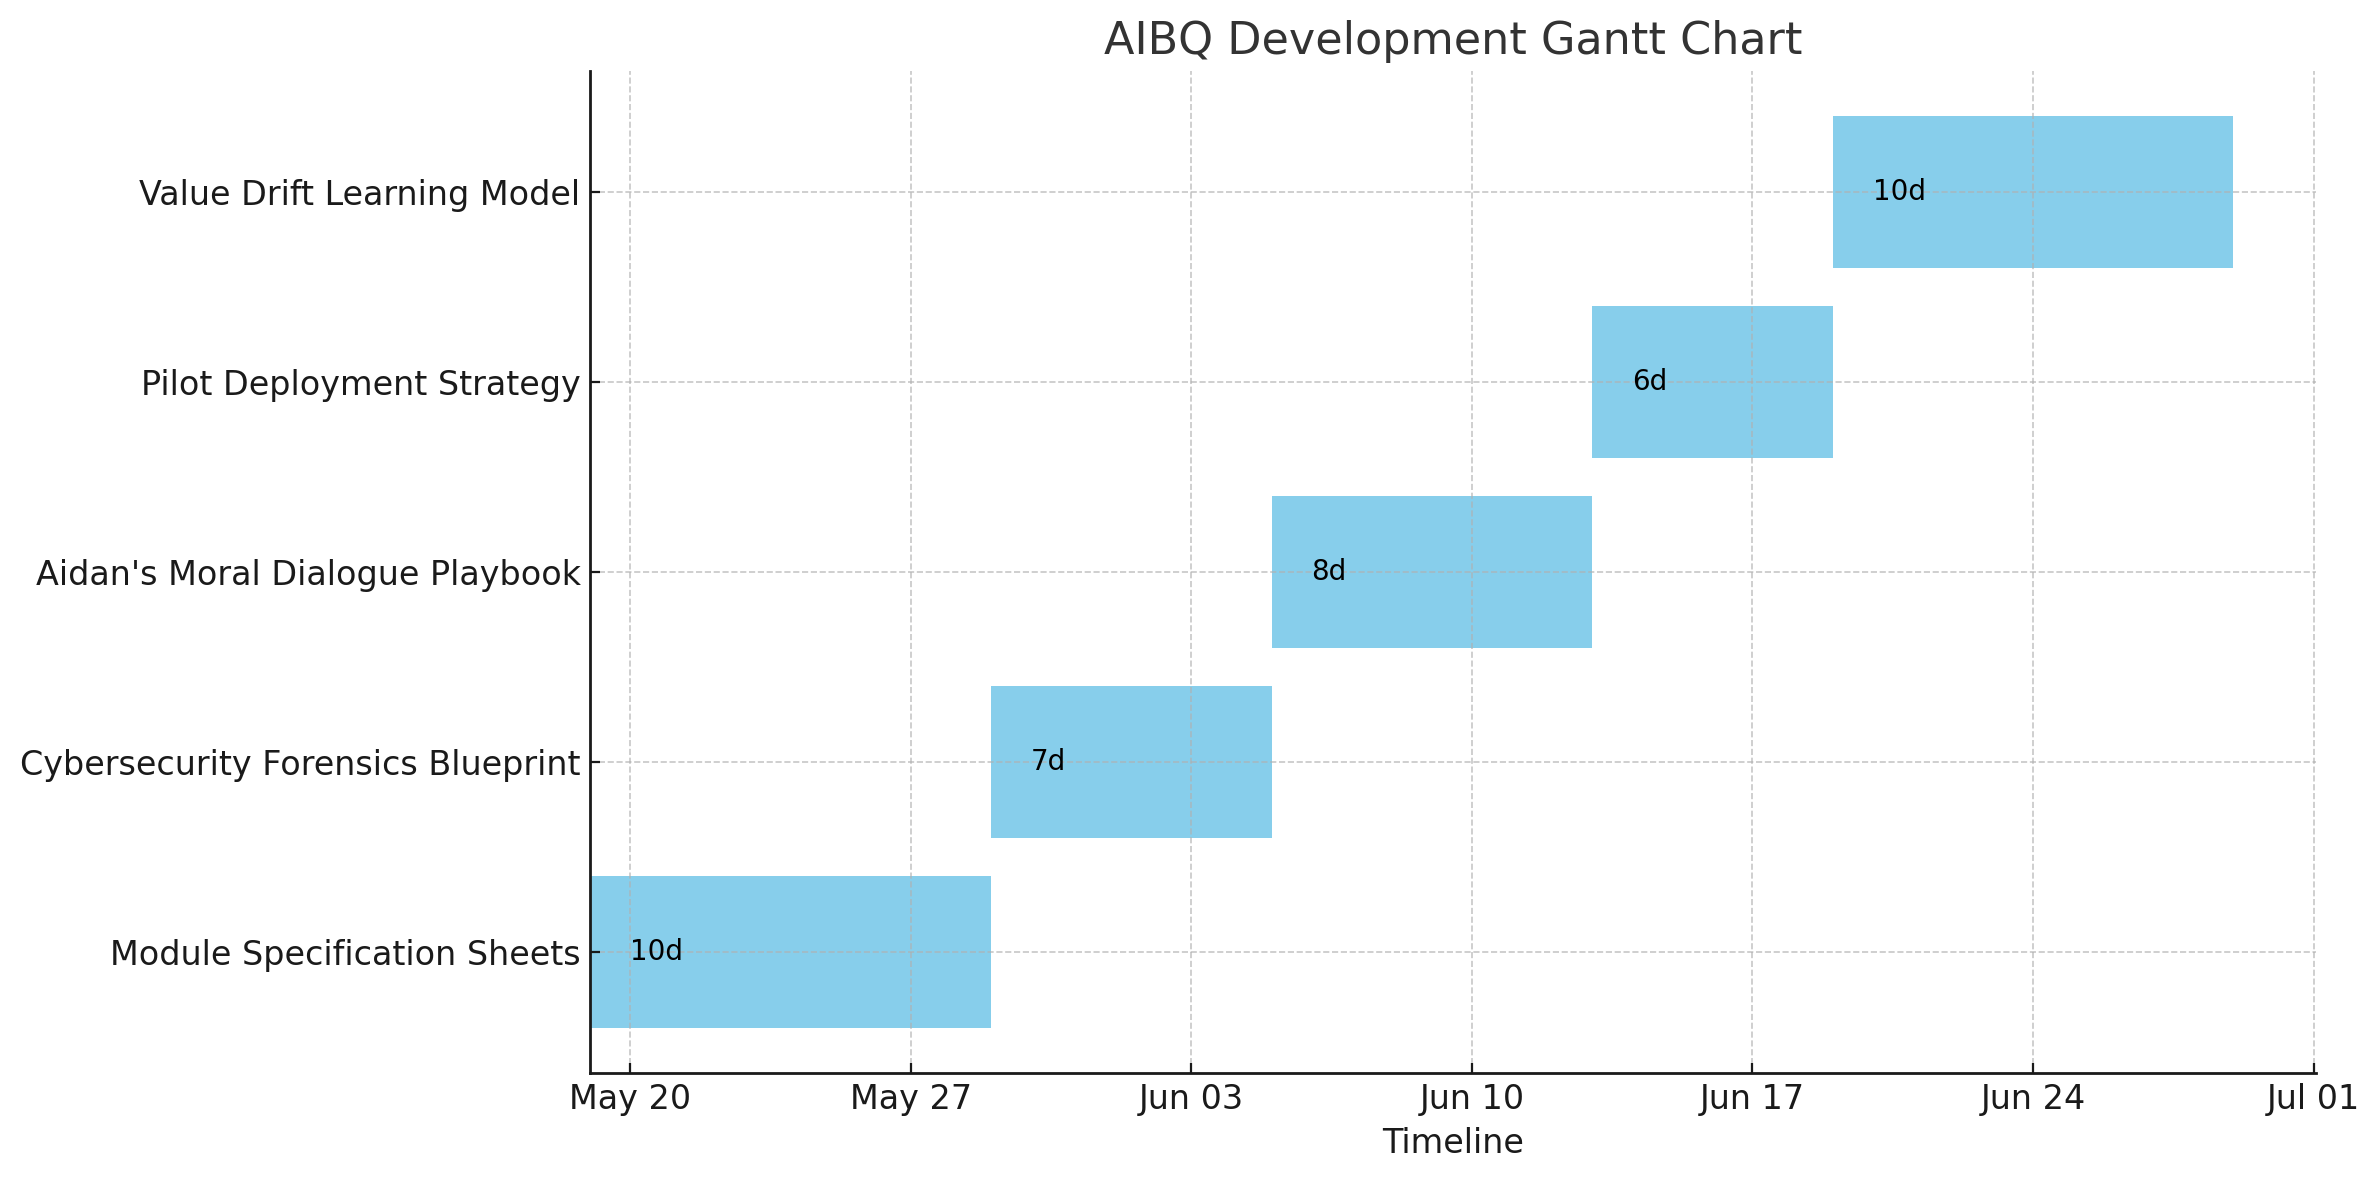 AIBQ Development Gantt Chart
Value Drift Learning Model
10d
Pilot Deployment Strategy
6d
Aidan's Moral Dialogue Playbook
8d
Cybersecurity Forensics Blueprint
7d
Module Specification Sheets
10d
May 20 May 27 Jun 03 Jun 10 Jun 17 Jun 24 Jul 01
Timeline